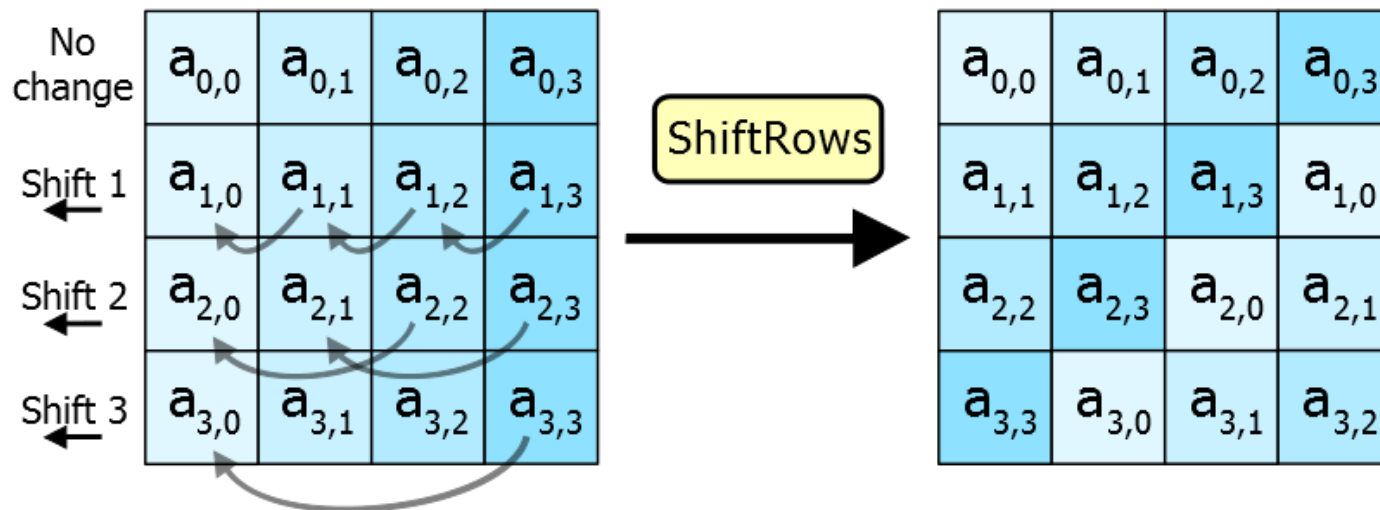 No
change
a0,0 a0,1 a0,2 a0,3
Shift 1
a1,0 a1,1 a1,2 a1,3
Shift 2
a2,0 a2,1 a2,2 a2,3
Shift 3
a3,0 a3,1 a3,2 a3,3
ShiftRows
a0,0 a0,1 a0,2 a0,3
a1,1 a1,2 a1,3 a1,0
a2,2 a2,3 a2,0 a2,1
a3,3 a3,0 a3,1 a3,2